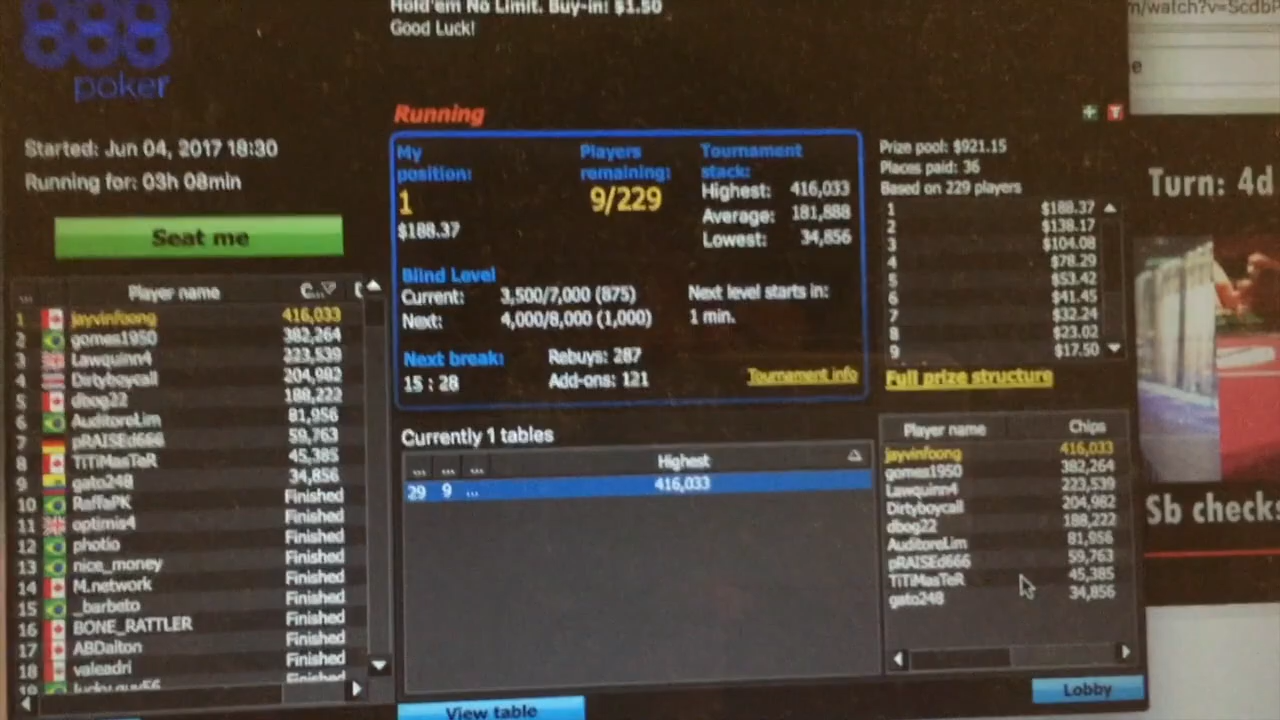 888
poker
Hold'em No Limit. Buy-in: $1.50
Good Luck!
m/watch?v=ScdbP
e
Started: Jun 04, 2017 18:30
Running for: 03h 08min
Seat me
... Player name C...
1 jayvinfoong 416,033
2 gomes1950 382,264
3 Lawquinn4 223,539
4 Dirtyboycall 204,982
5 dbog22 188,222
6 AuditoreLim 81,956
7 pRAISEd666 59,763
8 TiTiMasTeR 45,385
9 gato248 34,856
10 RaffaPK Finished
11 optimis4 Finished
12 photio Finished
13 nice_money Finished
14 M.network Finished
15 _barbeto Finished
16 BONE_RATTLER Finished
17 ABDalton Finished
18 valeadri Finished
19 Finished
Running
My position:
1
$188.37
Players remaining:
9/229
Tournament stack:
Highest: 416,033
Average: 181,888
Lowest: 34,856
Blind Level
Current: 3,500/7,000 (875)
Next: 4,000/8,000 (1,000)
Next level starts in:
1 min.
Next break:
15 : 28
Rebuys: 287
Add-ons: 121
Tournament info
Currently 1 tables
... ... ... Highest
29 9 ... 416,033
View table
Prize pool: $921.15
Places paid: 36
Based on 229 players
1 $188.37
2 $138.17
3 $104.08
4 $78.29
5 $53.42
6 $41.45
7 $32.24
8 $23.02
9 $17.50
Full prize structure
Player name Chips
jayvinfoong 416,033
gomes1950 382,264
Lawquinn4 223,539
Dirtyboycall 204,982
dbog22 188,222
AuditoreLim 81,956
pRAISEd666 59,763
TiTiMasTeR 45,385
gato248 34,856
Lobby
Turn: 4d
Sb checks